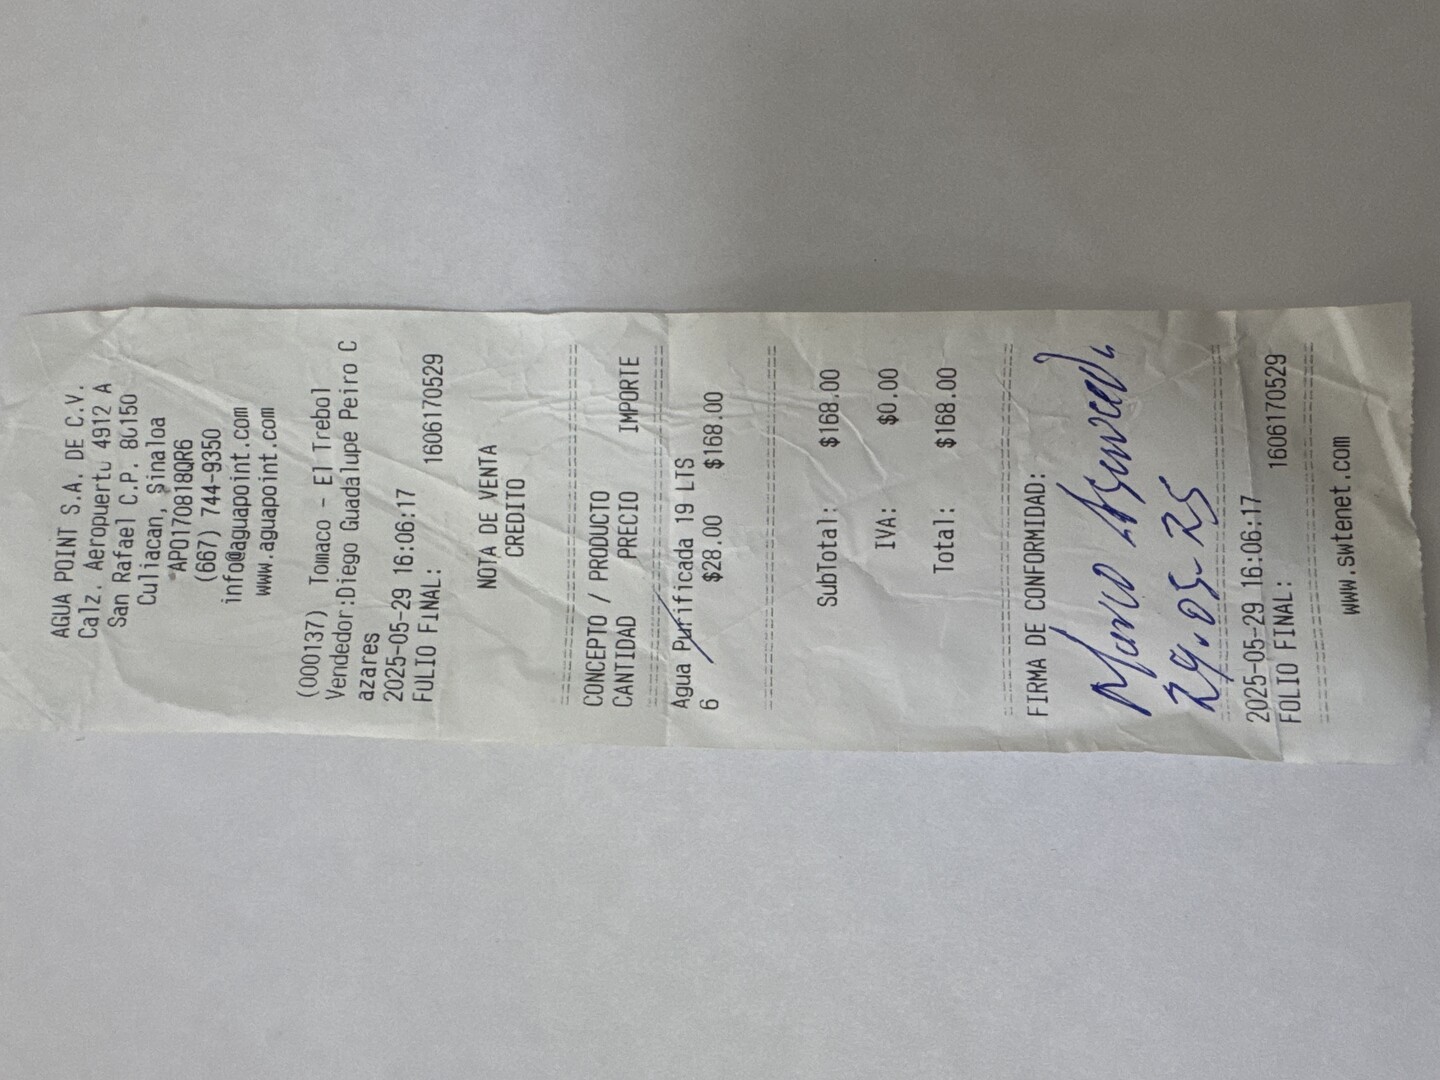 AGUA POINT S.A. DE C.V.
Calz. Aeropuerto 4912 A
San Rafael C.P. 80150
Culiacan, Sinaloa
APO1708180R6
(667) 744-9350
info@aguapoint.com
www.aguapoint.com
(000137) Tomaco - El Trebol
Vendedor:Diego Guadalupe Peiro C
azares
2025-05-29 16:06:17
FOLIO FINAL: 1606170529
NOTA DE VENTA
CREDITO
CONCEPTO / PRODUCTO
CANTIDAD PRECIO IMPORTE
Agua Purificada 19 LTS
6 $28.00 $168.00
SubTotal: $168.00
IVA: $0.00
Total: $168.00
FIRMA DE CONFORMIDAD:
Marco
29.05.25
2025-05-29 16:06:17
FOLIO FINAL: 1606170529
www.swtenet.com